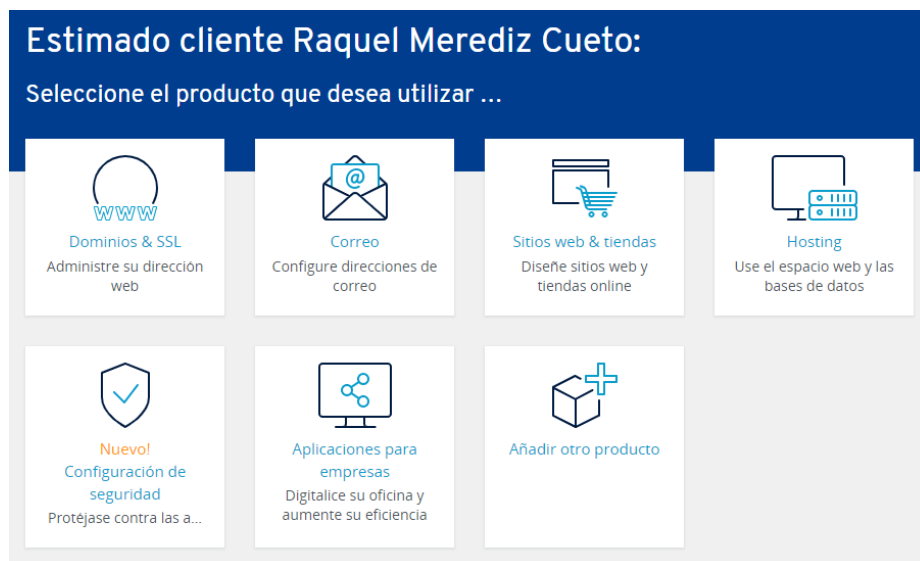 Estimado cliente Raquel Merediz Cueto:
Seleccione el producto que desea utilizar ...
WWW
Dominios & SSL
Administre su dirección
web
@
Correo
Configure direcciones de
correo
Sitios web & tiendas
Diseñe sitios web y
tiendas online
Hosting
Use el espacio web y las
bases de datos
Nuevo!
Configuración de
seguridad
Protéjase contra las a...
Aplicaciones para
empresas
Digitalice su oficina y
aumente su eficiencia
Añadir otro producto